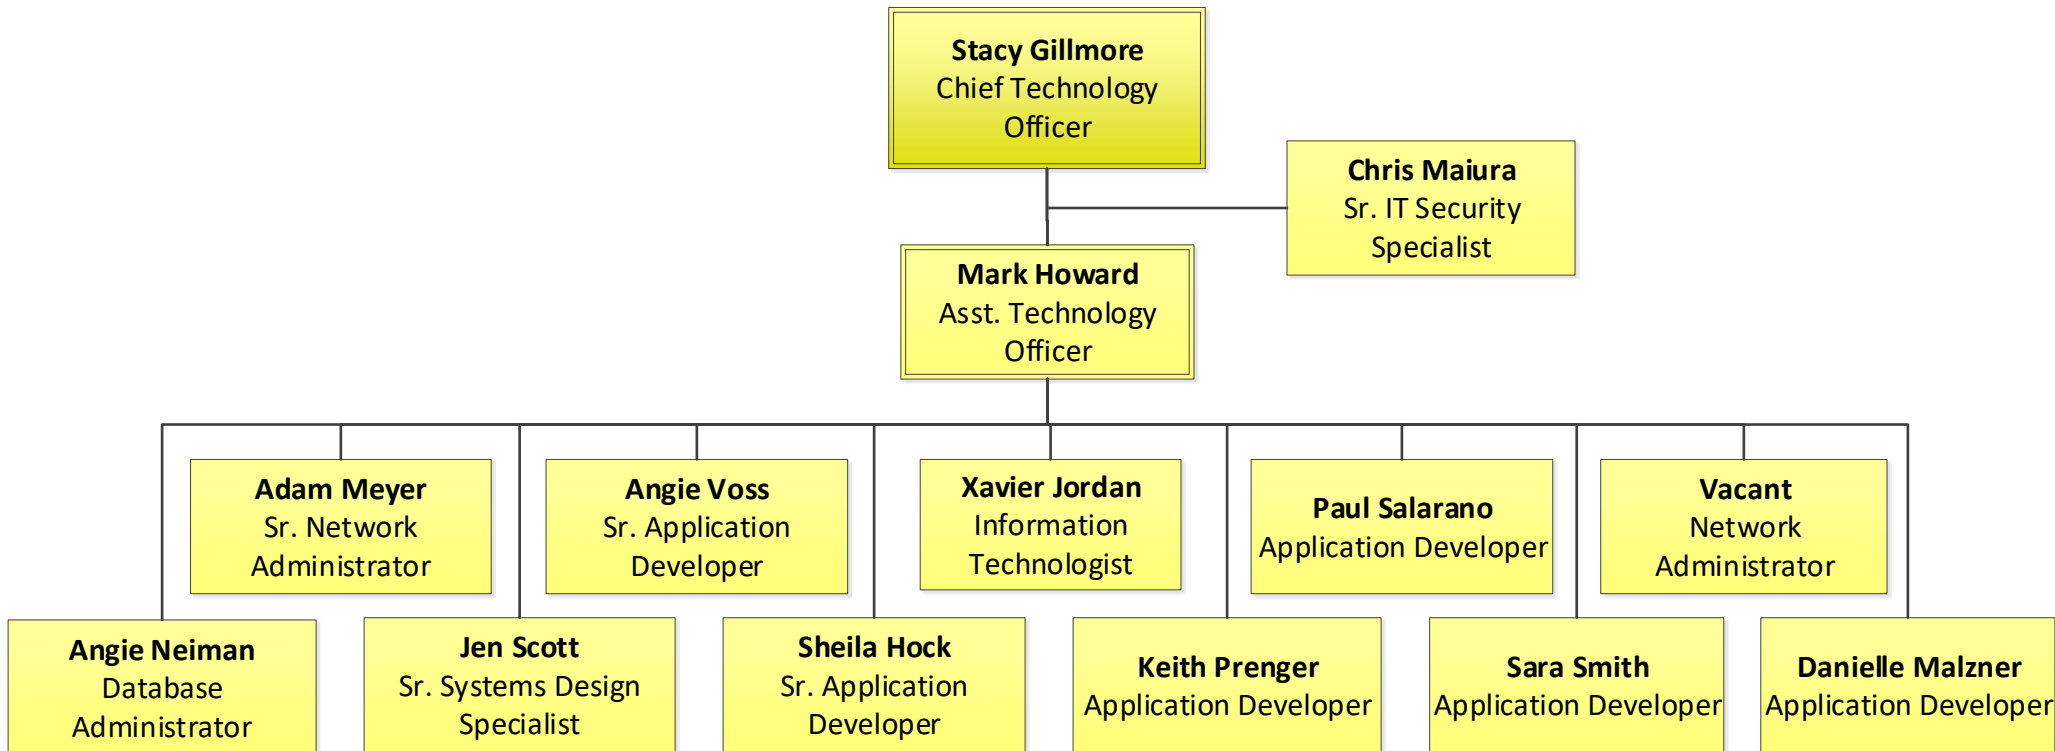 Stacy Gillmore
Chief Technology
Officer
Chris Maiura
Sr. IT Security
Specialist
Mark Howard
Asst. Technology
Officer
Adam Meyer
Sr. Network
Administrator
Angie Voss
Sr. Application
Developer
Xavier Jordan
Information
Technologist
Paul Salarano
Application Developer
Vacant
Network
Administrator
Angie Neiman
Database
Administrator
Jen Scott
Sr. Systems Design
Specialist
Sheila Hock
Sr. Application
Developer
Keith Prenger
Application Developer
Sara Smith
Application Developer
Danielle Malzner
Application Developer